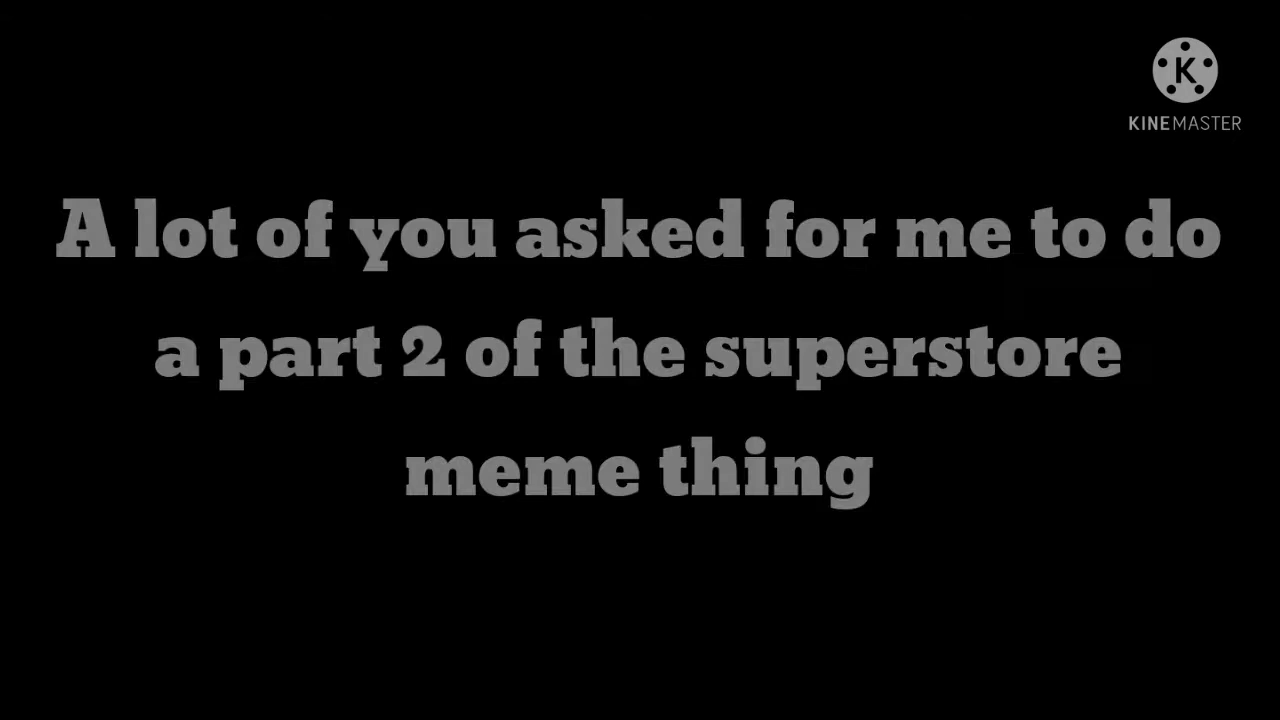 K
KINEMASTER
A lot of you asked for me to do
a part 2 of the superstore
meme thing